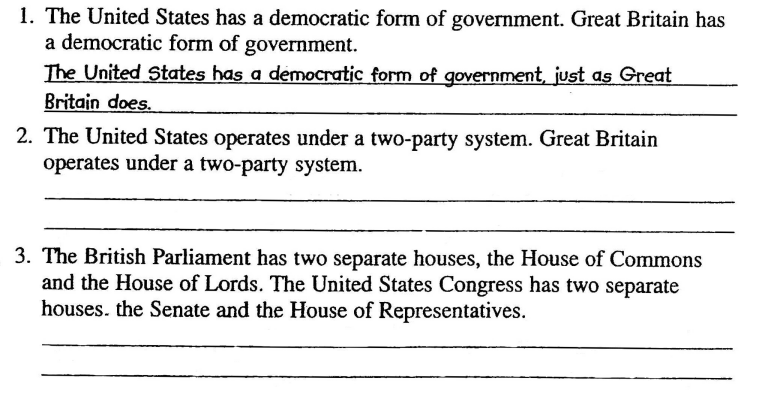 1. The United States has a democratic form of government. Great Britain has
a democratic form of government.
The United States has a democratic form of government, just as Great
Britain does.
2. The United States operates under a two-party system. Great Britain
operates under a two-party system.
3. The British Parliament has two separate houses, the House of Commons
and the House of Lords. The United States Congress has two separate
houses. the Senate and the House of Representatives.